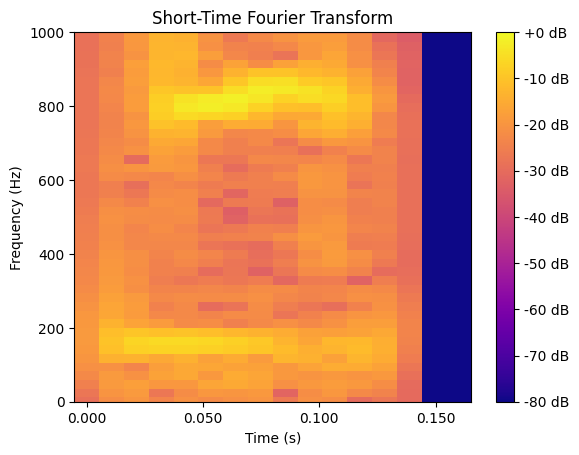 Short-Time Fourier Transform
Frequency (Hz)
1000
800
600
400
200
0
0.000
0.050
0.100
0.150
Time (s)
+0 dB
-10 dB
-20 dB
-30 dB
-40 dB
-50 dB
-60 dB
-70 dB
-80 dB